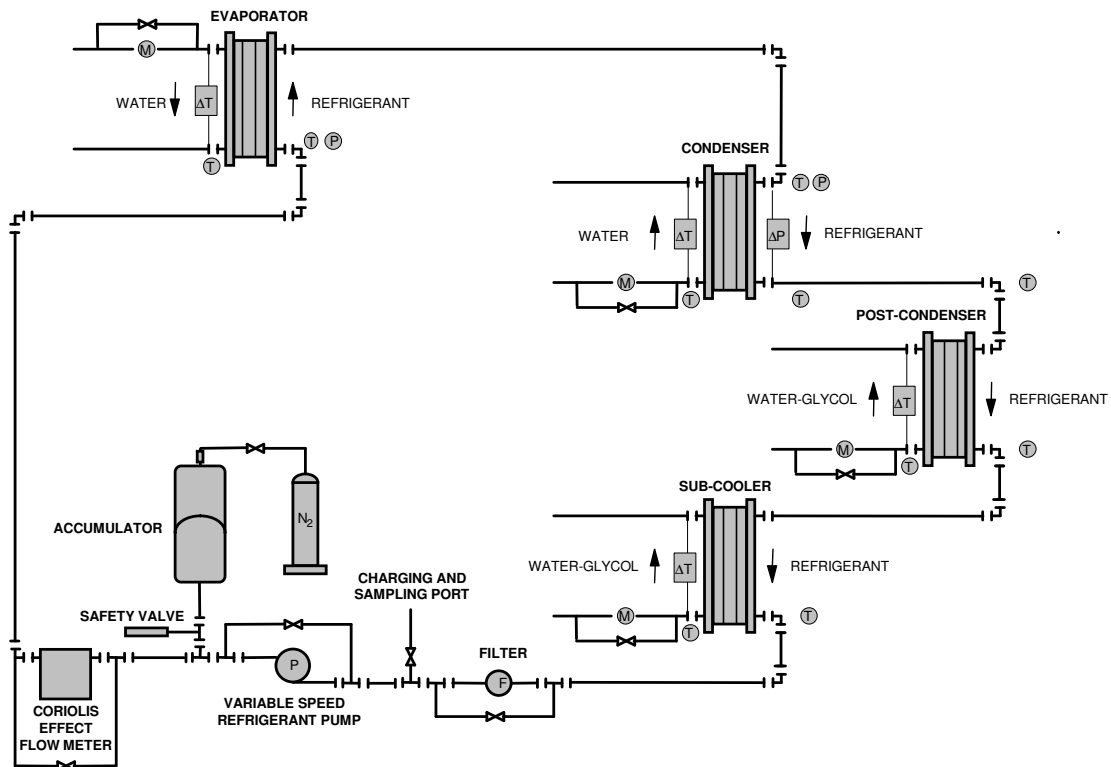 EVAPORATOR
M
WATER
ΔT
REFRIGERANT
T
P
T
CONDENSER
T
P
WATER
ΔT
ΔP
REFRIGERANT
M
T
T
T
POST-CONDENSER
WATER-GLYCOL
ΔT
REFRIGERANT
M
T
T
SUB-COOLER
WATER-GLYCOL
ΔT
REFRIGERANT
M
T
T
ACCUMULATOR
N2
SAFETY VALVE
CHARGING AND
SAMPLING PORT
FILTER
P
F
VARIABLE SPEED
REFRIGERANT PUMP
CORIOLIS
EFFECT
FLOW METER